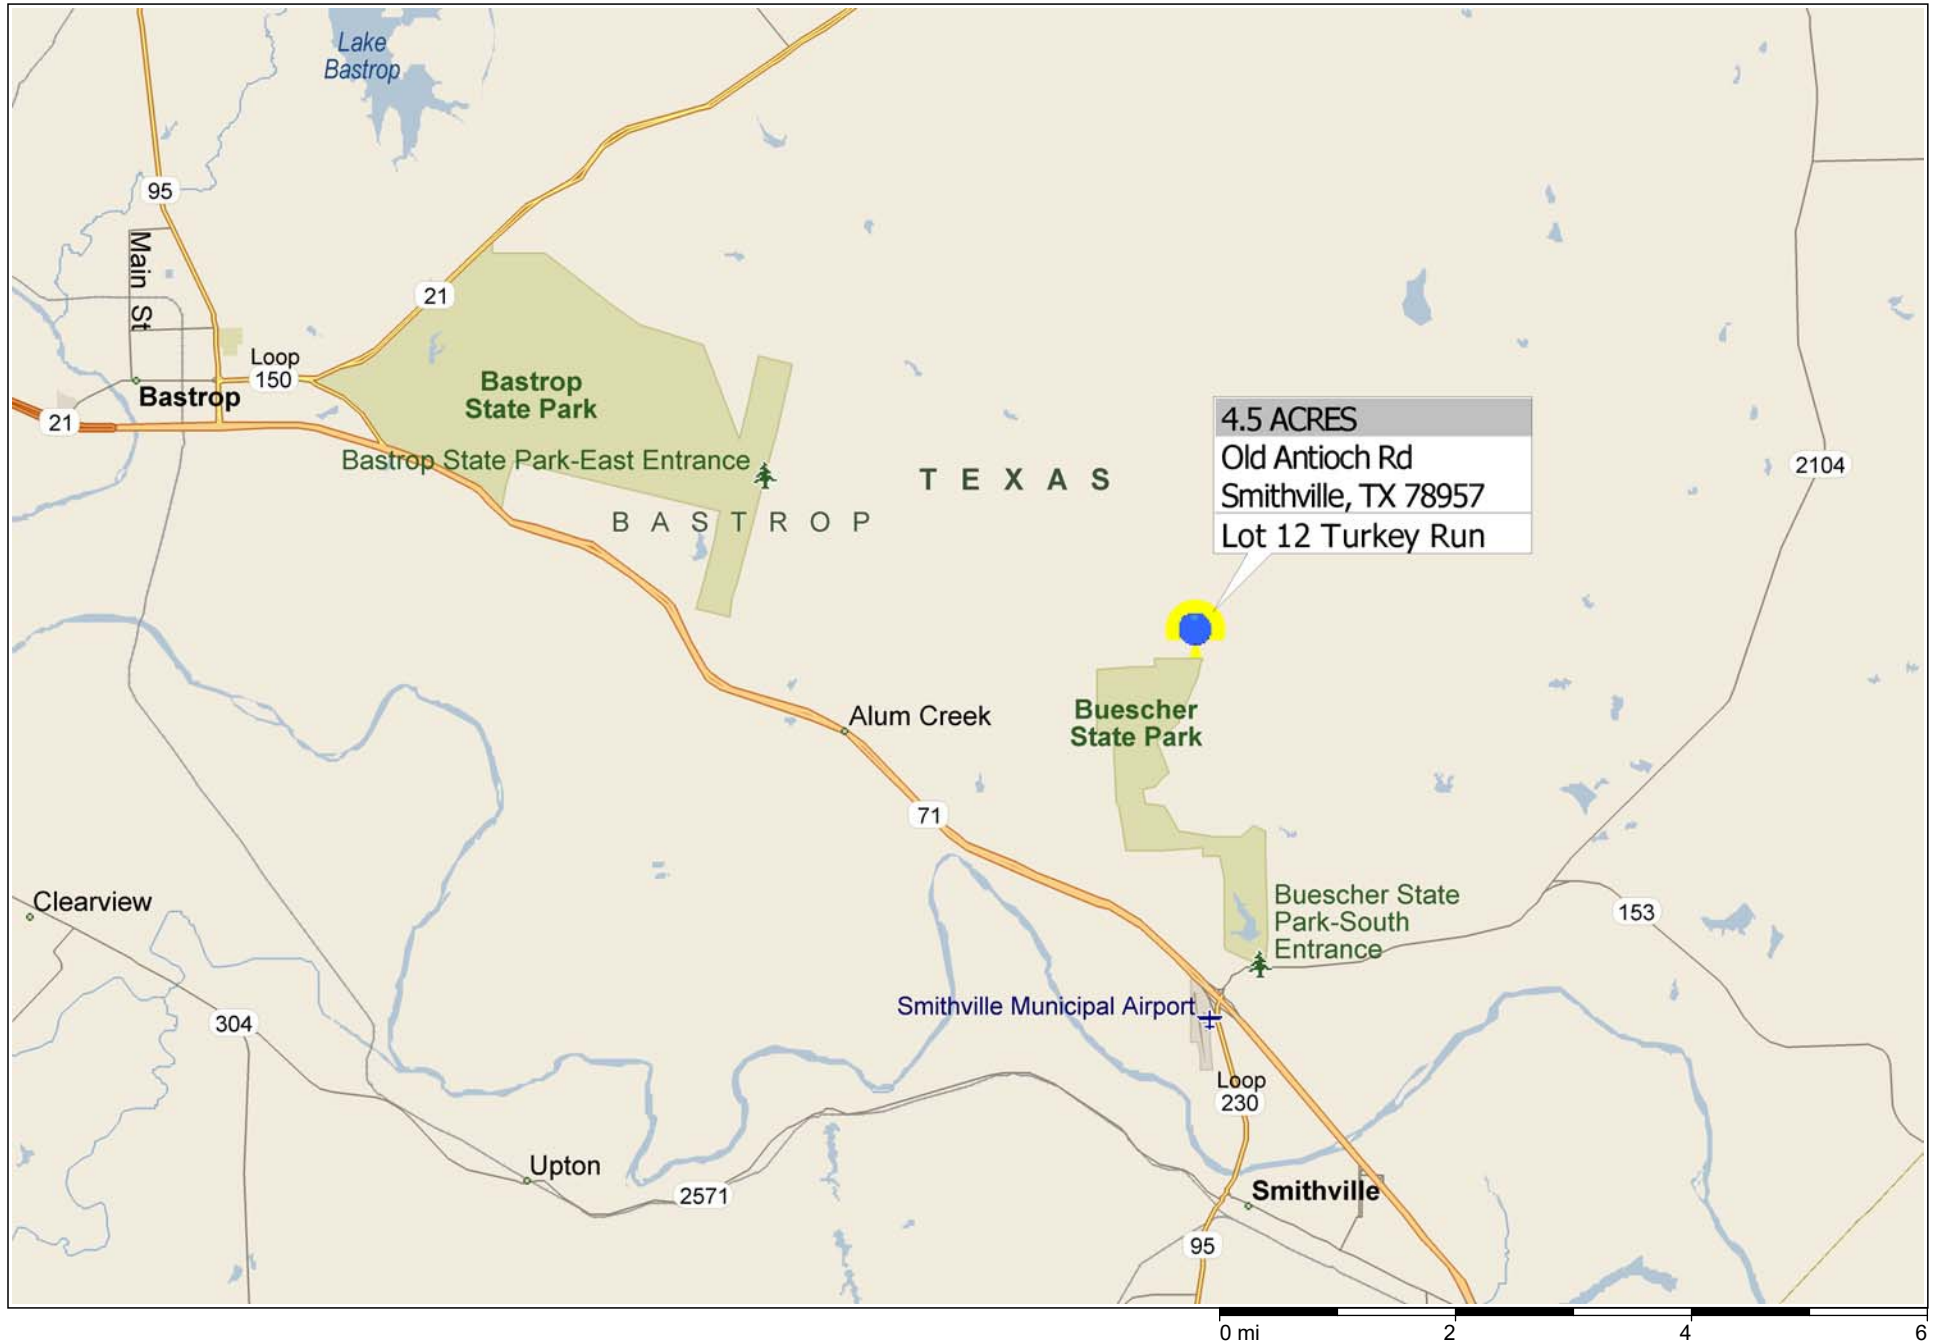 Lake
Bastrop
95
Main St
21
Loop
150
Bastrop
21
Bastrop
State Park
Bastrop State Park-East Entrance
TEXAS
BASTROP
4.5 ACRES
Old Antioch Rd
Smithville, TX 78957
Lot 12 Turkey Run
2104
Buescher
State Park
Alum Creek
71
Clearview
Buescher State
Park-South
Entrance
153
Smithville Municipal Airport
304
Loop
230
Upton
2571
Smithville
95
0 mi 2 4 6